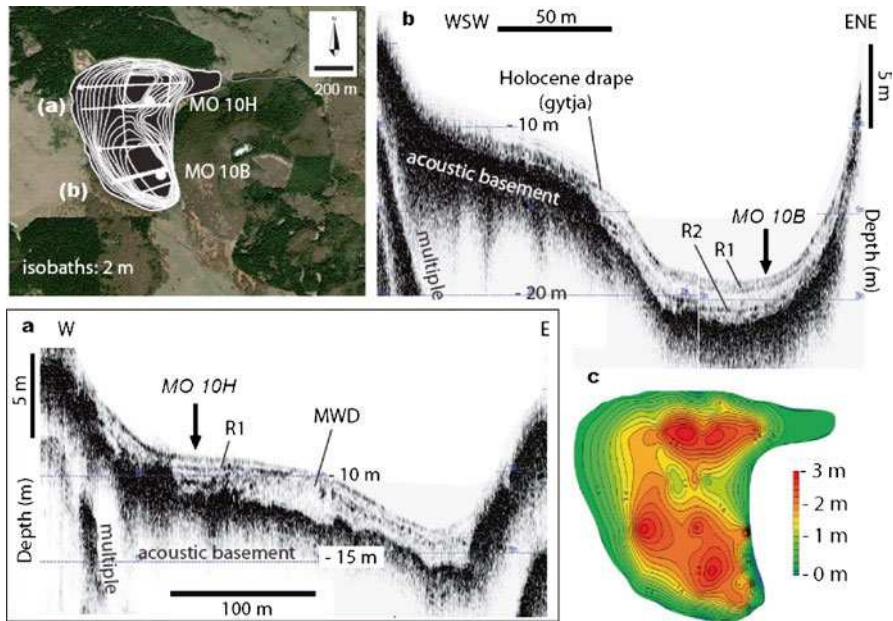 N
200 m
(a)
MO 10H
MO 10B
(b)
isobaths: 2 m
b
WSW
50 m
ENE
5 m
Holocene drape
(gytja)
- 10 m
acoustic basement
multiple
MO 10B
R2
R1
- 20 m
Depth (m)
a
W
E
5 m
MO 10H
R1
MWD
- 10 m
Depth (m)
multiple
acoustic basement
- 15 m
100 m
c
- 3 m
- 2 m
- 1 m
- 0 m